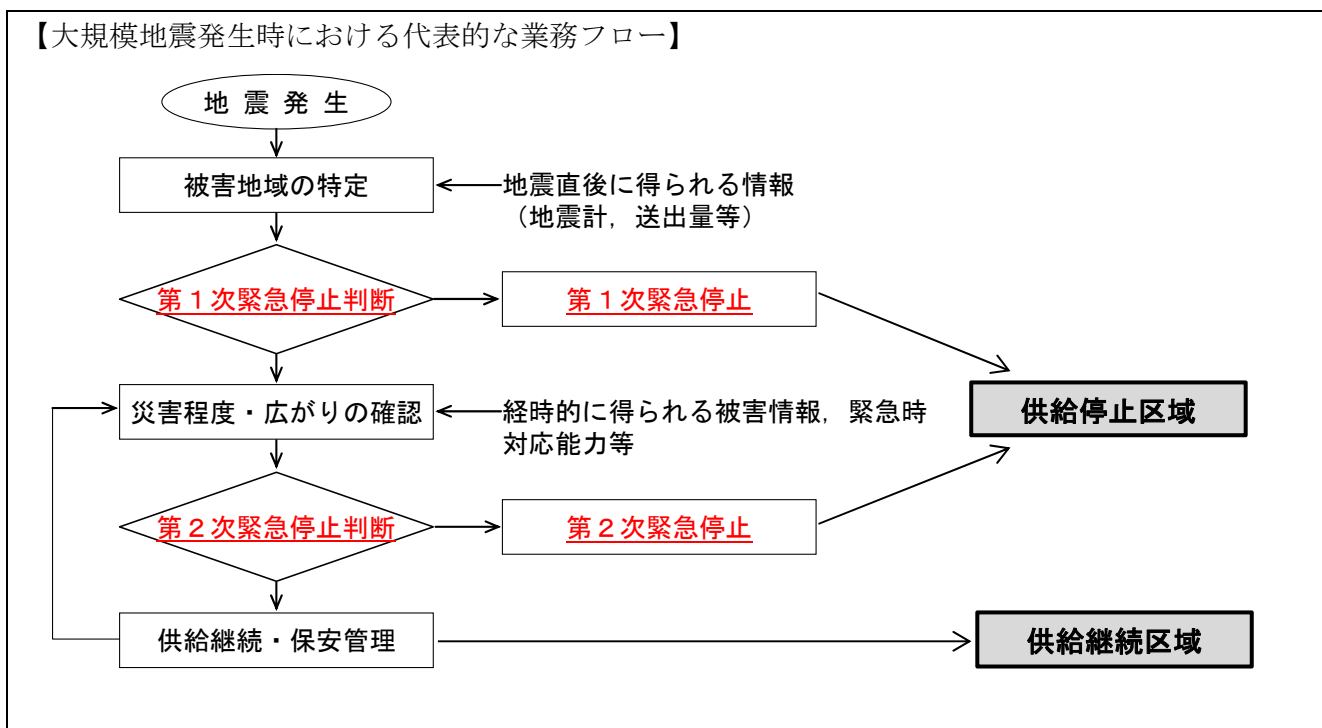 【大規模地震発生時における代表的な業務フロー】
地 震 発 生
被害地域の特定
地震直後に得られる情報
（地震計，送出量等）
第１次緊急停止判断
第１次緊急停止
災害程度・広がりの確認
経時的に得られる被害情報，緊急時
対応能力等
供給停止区域
第２次緊急停止判断
第２次緊急停止
供給継続・保安管理
供給継続区域